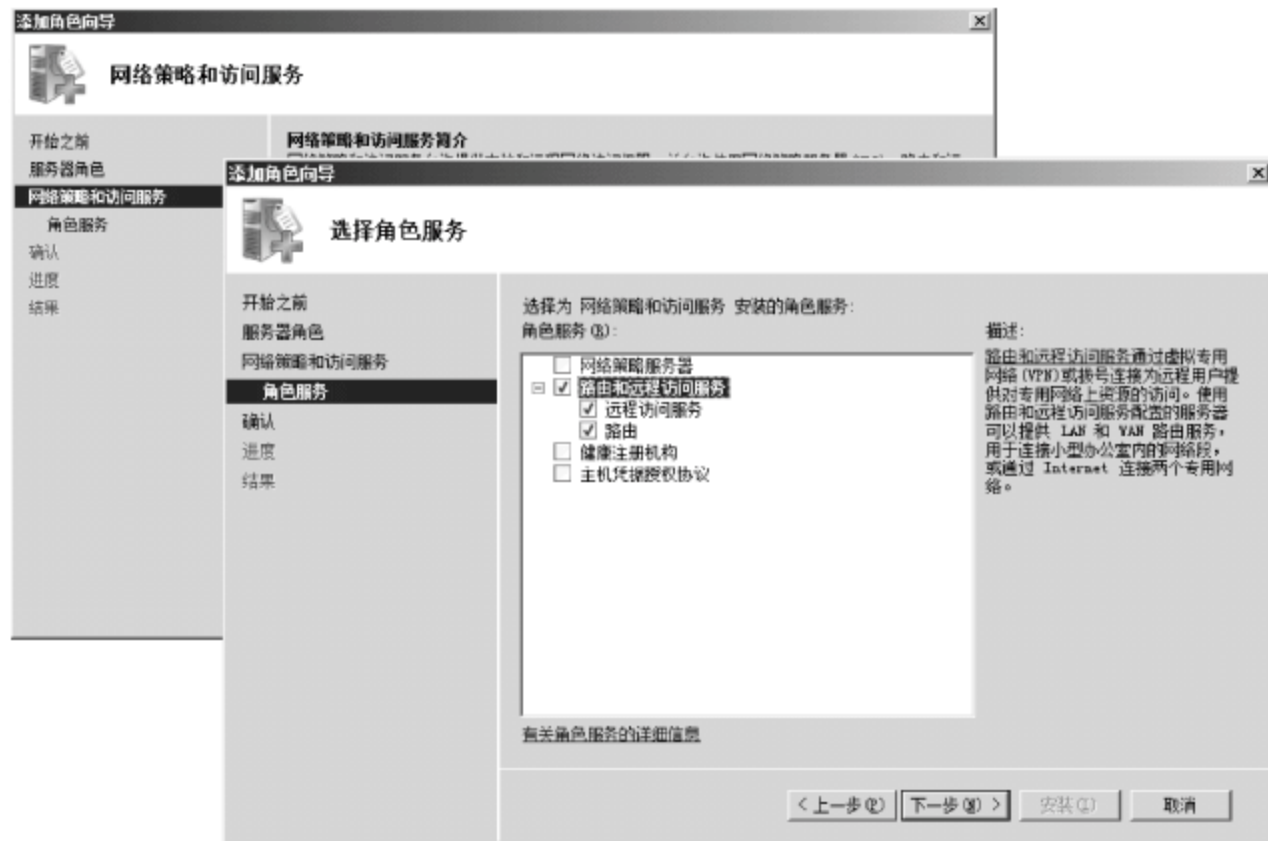 添加角色向导
网络策略和访问服务
开始之前
服务器角色
网络策略和访问服务
角色服务
确认
进度
结果
网络策略和访问服务简介
添加角色向导
选择角色服务
开始之前
服务器角色
网络策略和访问服务
角色服务
确认
进度
结果
选择为 网络策略和访问服务 安装的角色服务:
角色服务(R):
网络策略服务器
路由和远程访问服务
远程访问服务
路由
健康注册机构
主机凭据授权协议
有关角色服务的详细信息
描述:
路由和远程访问服务通过虚拟专用
网络(VPN)或拨号连接为远程用户提
供对专用网络上资源的访问。使用
路由和远程访问服务配置的服务器
可以提供 LAN 和 WAN 路由服务,
用于连接小型办公室内的网络段,
或通过 Internet 连接两个专用网
络。
< 上一步(P)
下一步(N) >
安装(I)
取消